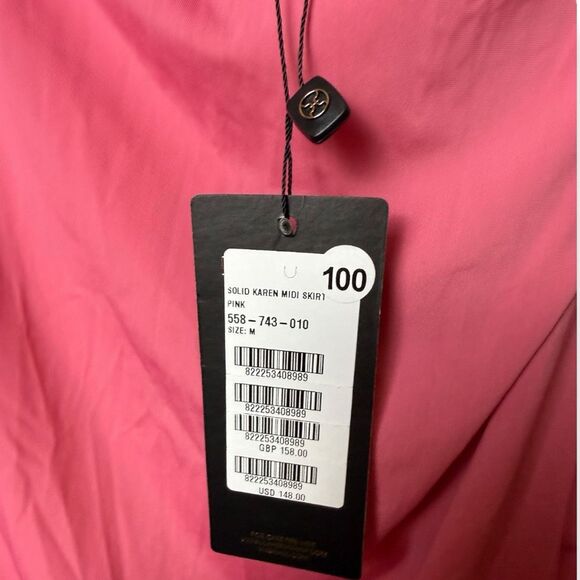 100
SOLID KAREN MIDI SKIRT
PINK
558-743-010
SIZE: M
822253408989
822253408989
822253408989
GBP 158.00
822253408989
USD 148.00